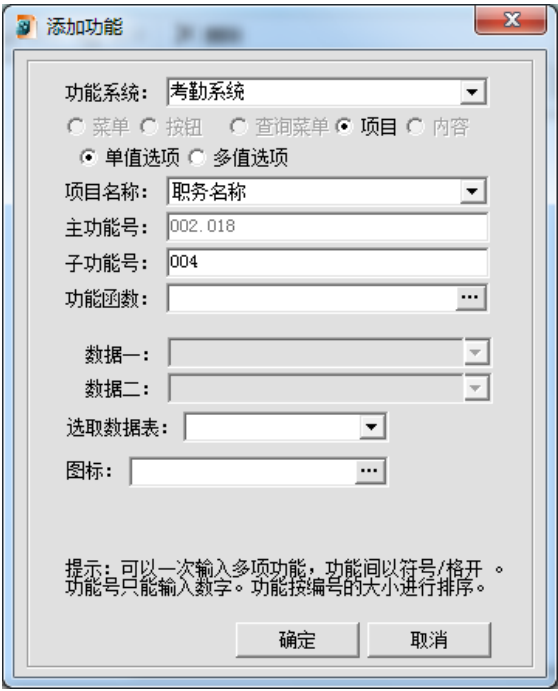 添加功能
功能系统: 考勤系统
菜单 按钮 查询菜单 项目 内容
单值选项 多值选项
项目名称: 职务名称
主功能号: 002.018
子功能号: 004
功能函数: ...
数据一:
数据二:
选取数据表:
图标: ...
提示: 可以一次输入多项功能，功能间以符号/格开 。
功能号只能输入数字。功能按编号的大小进行排序。
确定 取消